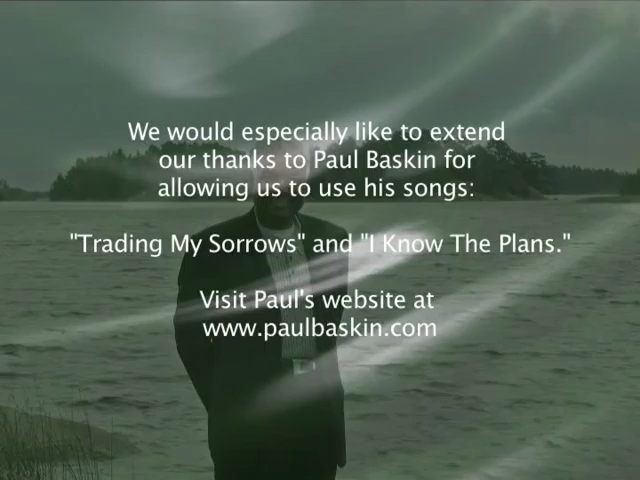 We would especially like to extend
our thanks to Paul Baskin for
allowing us to use his songs:
"Trading My Sorrows" and "I Know The Plans."
Visit Paul's website at
www.paulbaskin.com